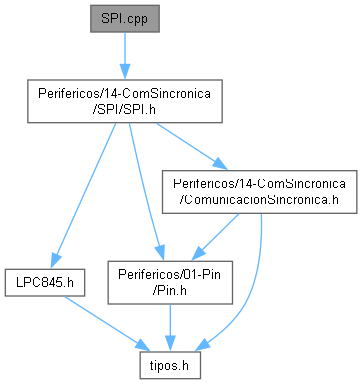 SPI.cpp
Perifericos/14-ComSincronica
/SPI/SPI.h
Perifericos/14-ComSincronica
/ComunicacionSincronica.h
LPC845.h
Perifericos/01-Pin
/Pin.h
tipos.h